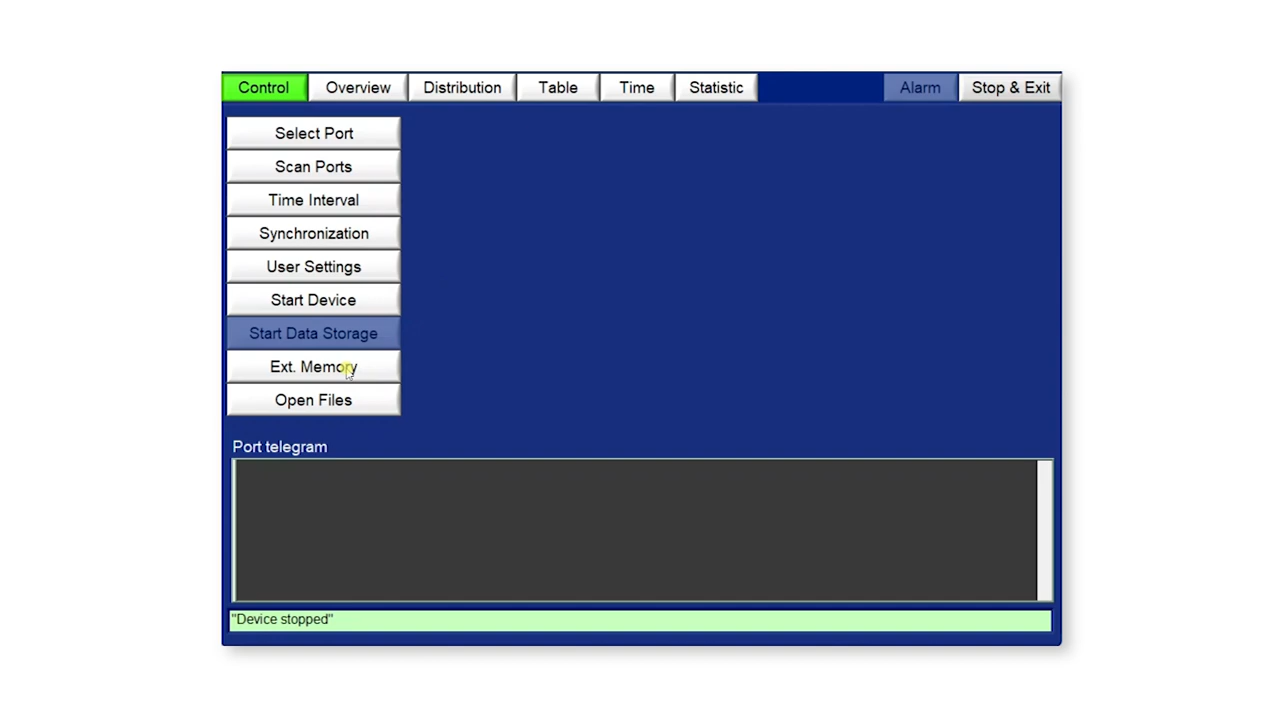 Control Overview Distribution Table Time Statistic Alarm Stop & Exit
Select Port
Scan Ports
Time Interval
Synchronization
User Settings
Start Device
Start Data Storage
Ext. Memory
Open Files
Port telegram
"Device stopped"